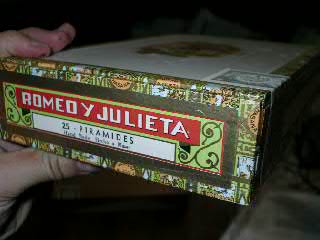 ROMEO Y JULIETA
25 - PIRAMIDES